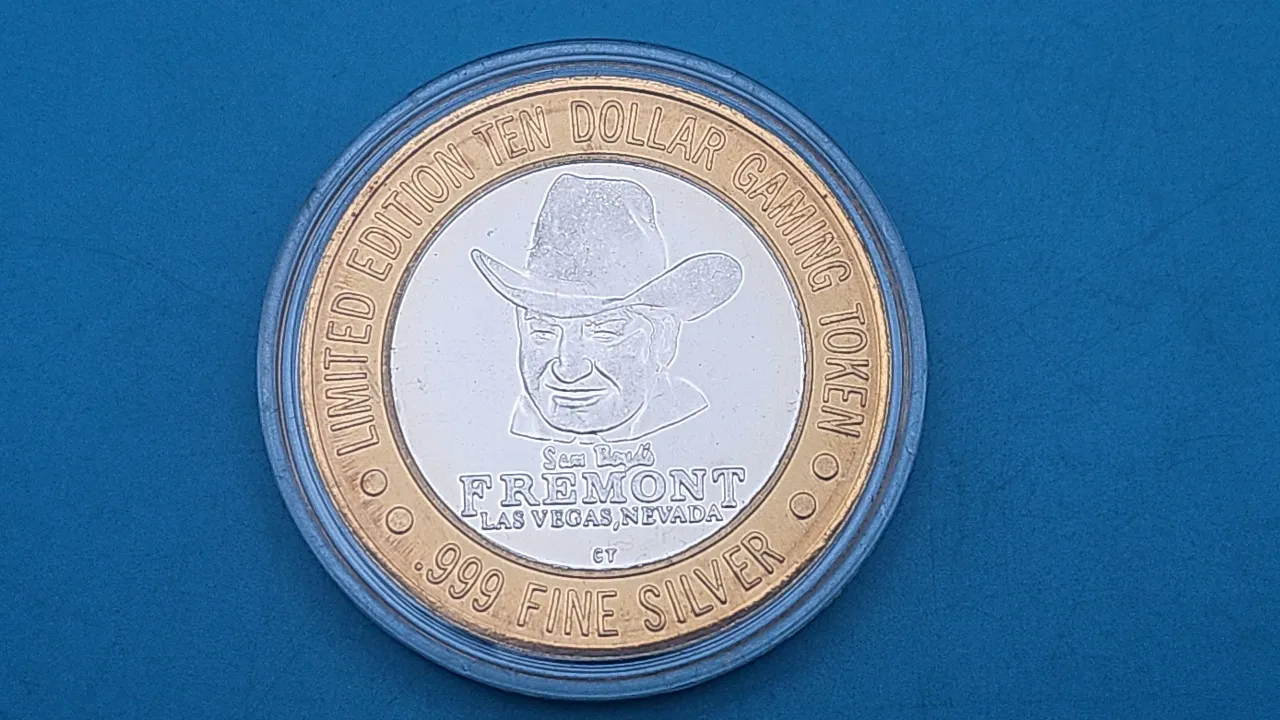 LIMITED EDITION TEN DOLLAR GAMING TOKEN
Sam Boyd's
FREMONT
LAS VEGAS, NEVADA
CT
.999 FINE SILVER